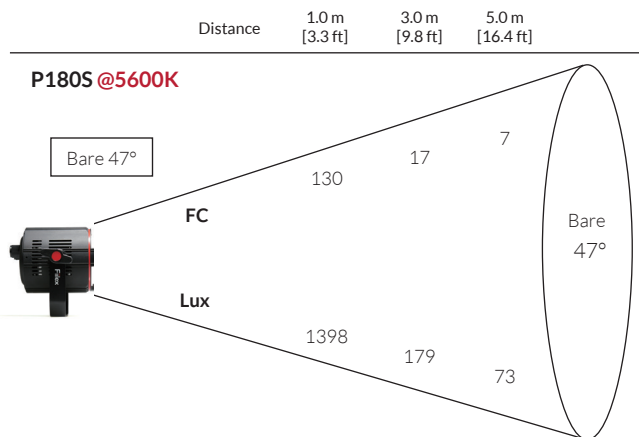 Distance
1.0 m
[3.3 ft]
3.0 m
[9.8 ft]
5.0 m
[16.4 ft]
P180S @5600K
Bare 47°
130
17
7
FC
Bare
47°
Fiilex
Lux
1398
179
73